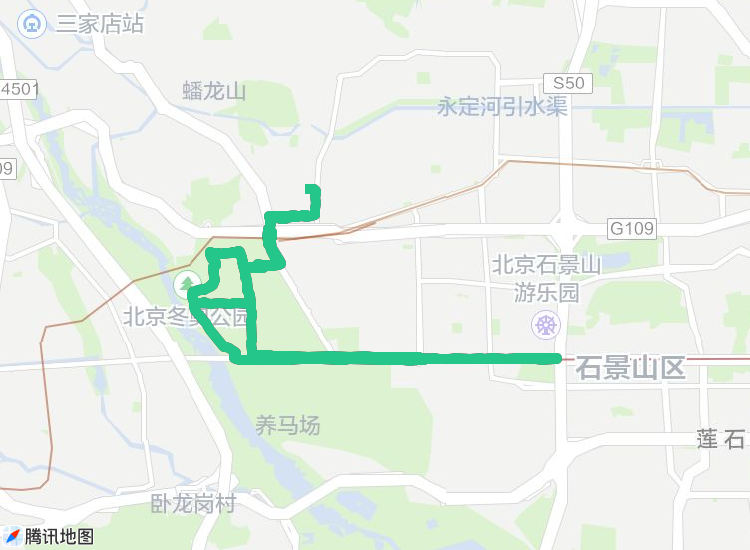 三家店站
4501
蟠龙山
S50
永定河引水渠
09
G109
北京石景山
游乐园
北京冬奥公园
石景山区
养马场
莲石
卧龙岗村
腾讯地图